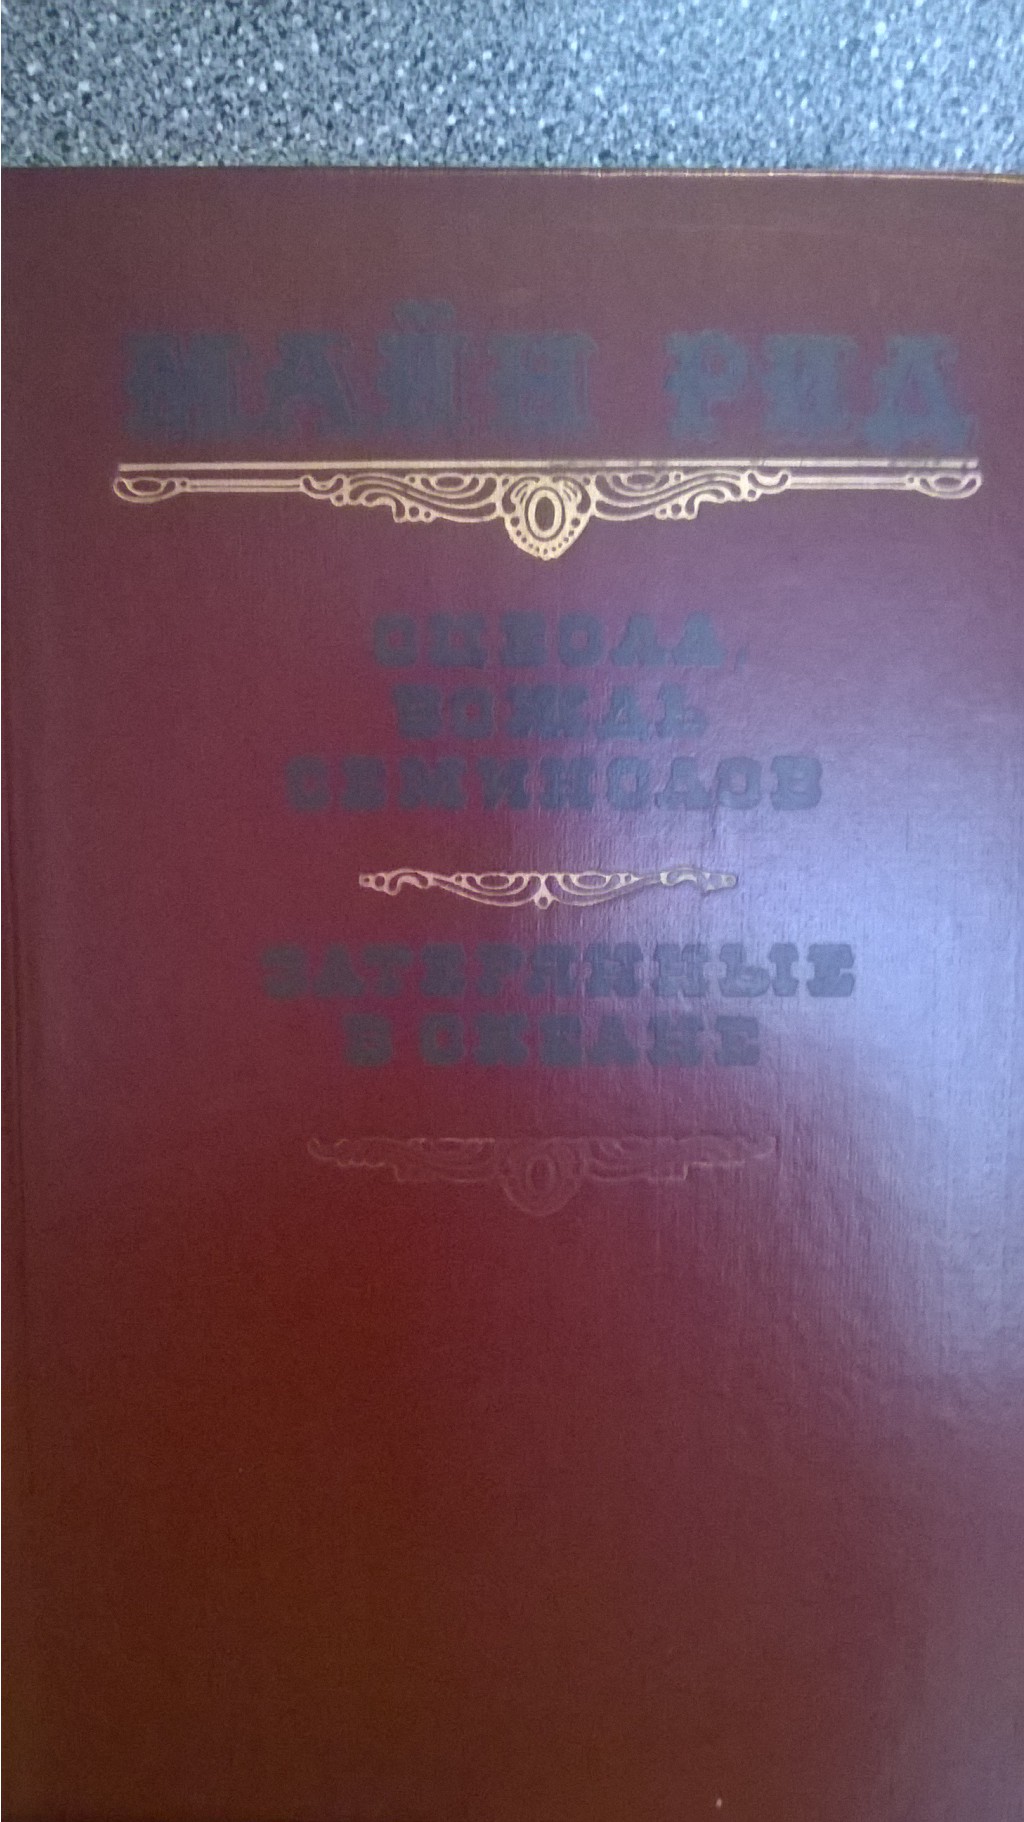 МАЙН РИД
ОЦЕОЛА,
ВОЖДЬ
СЕМИНОЛОВ
ЗАТЕРЯННЫЕ
В ОКЕАНЕ